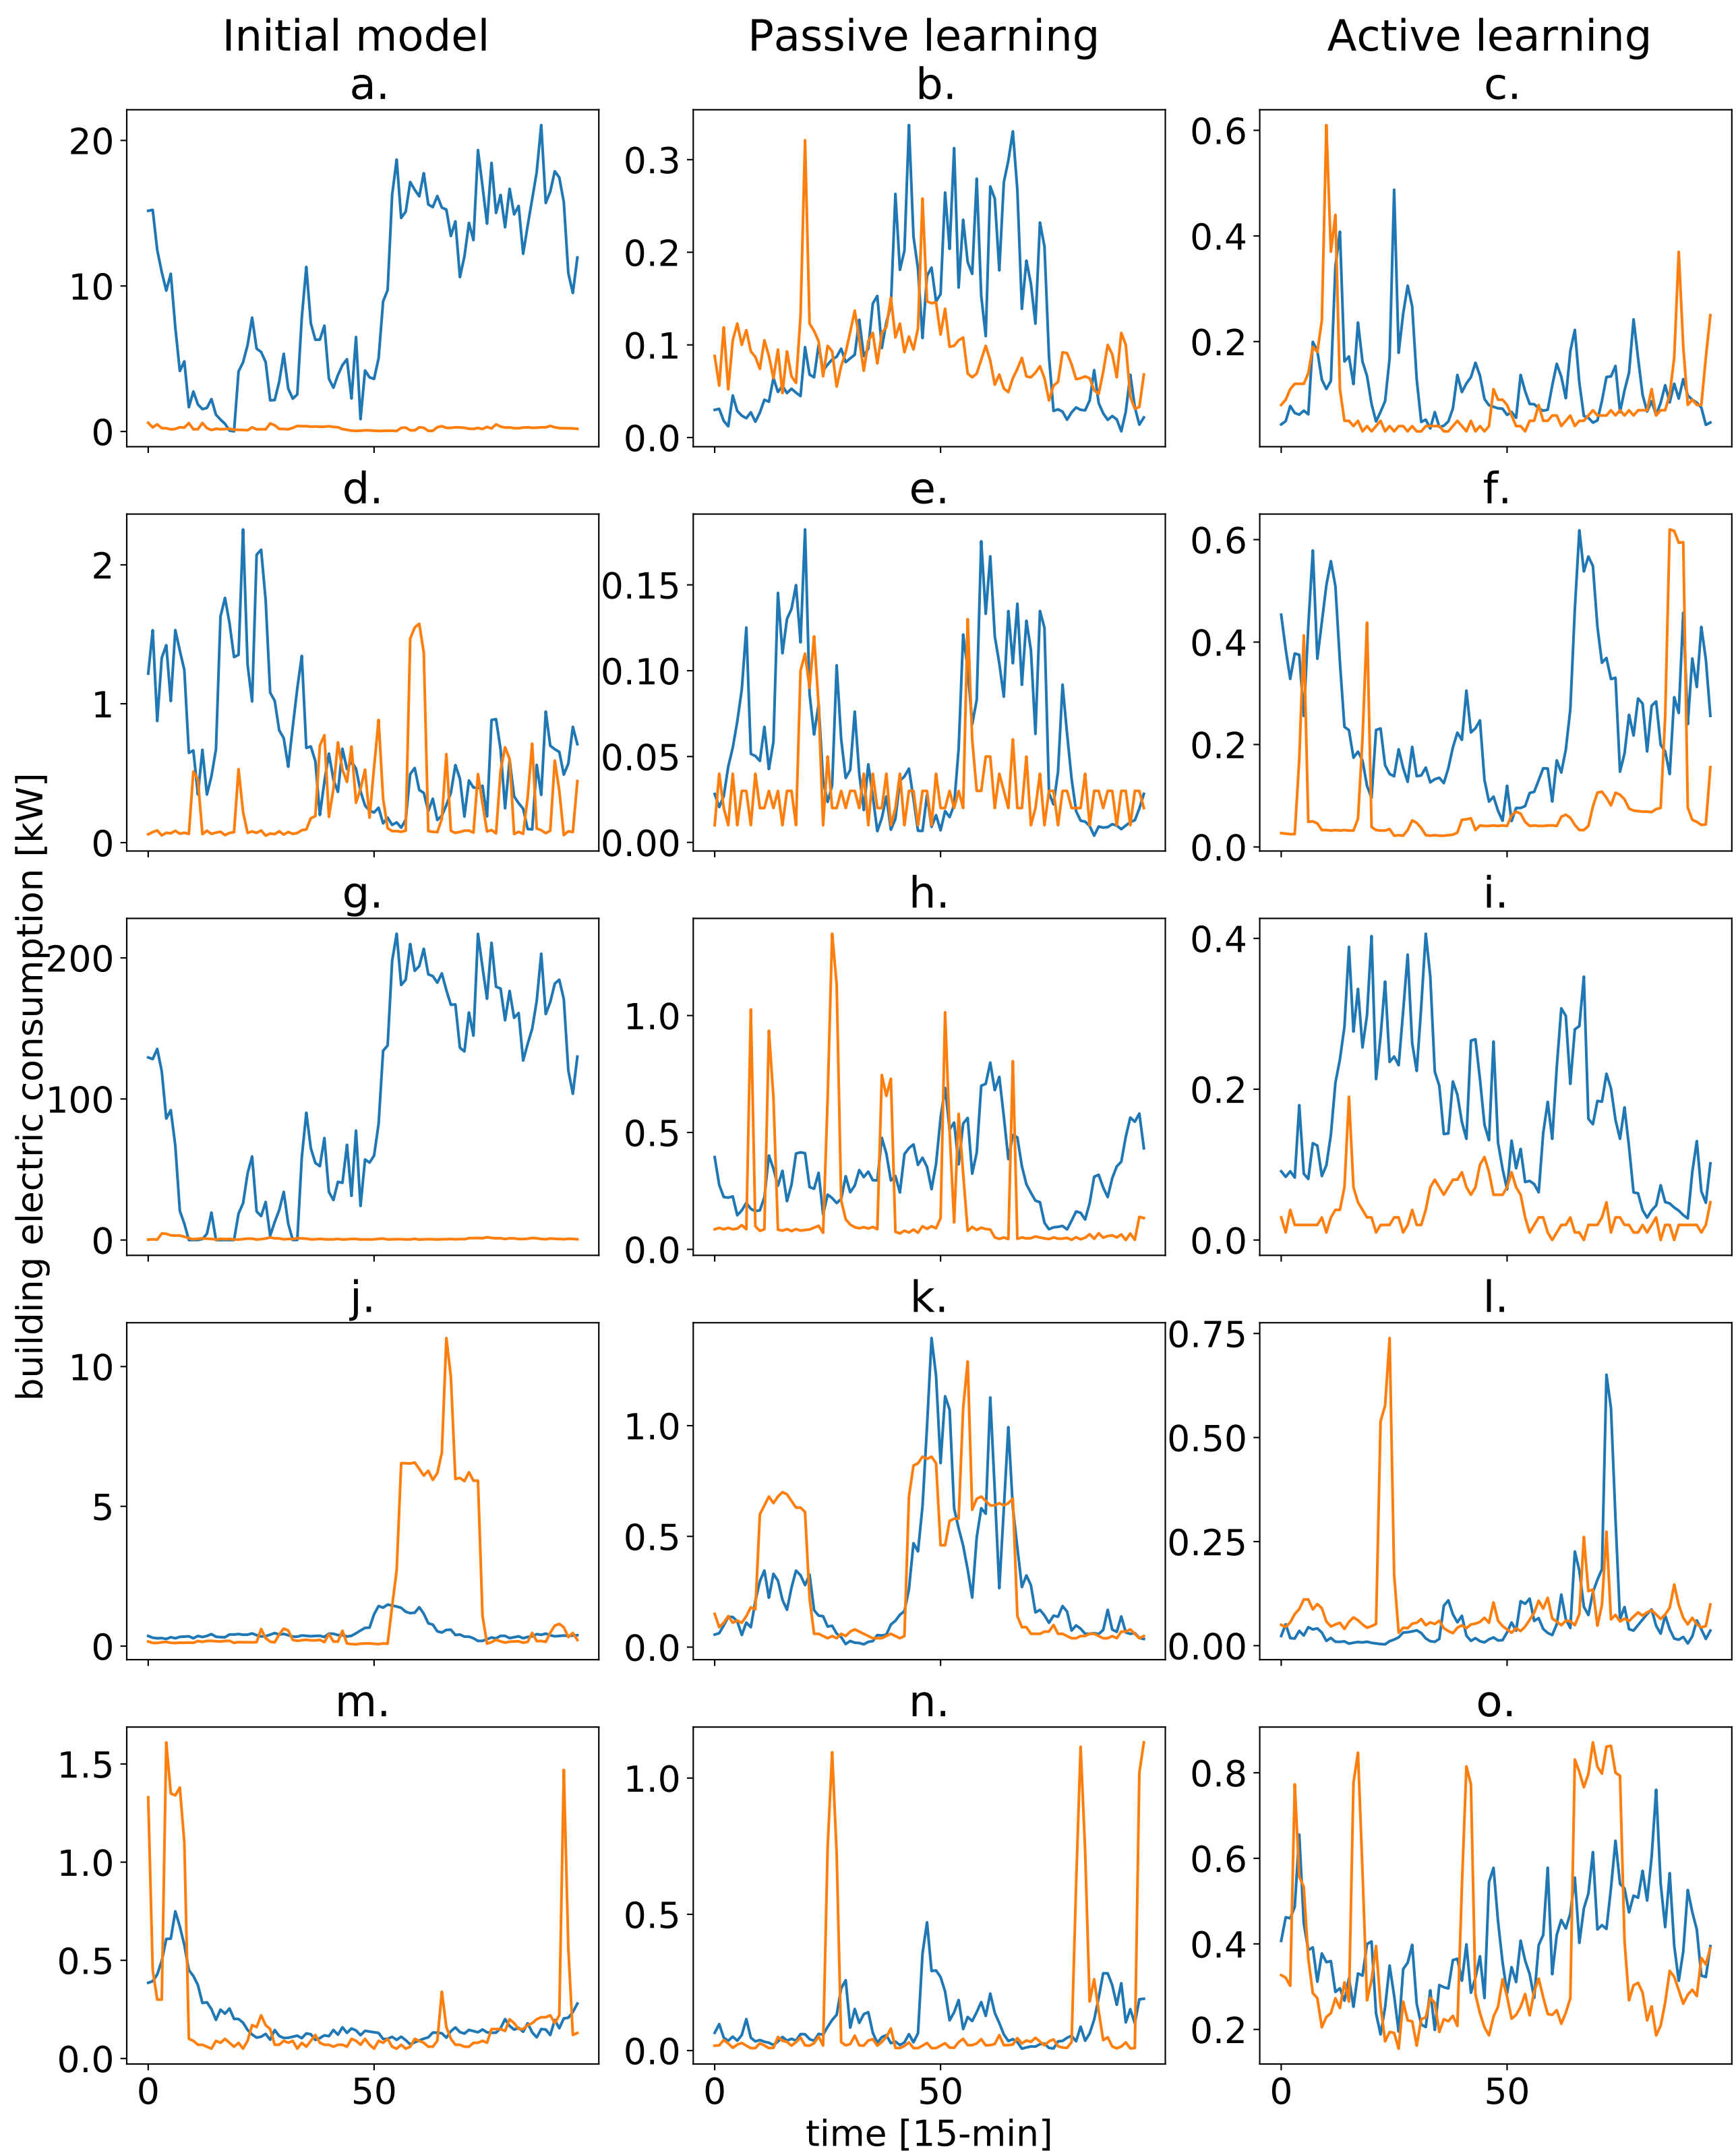 Initial model
Passive learning
Active learning
a.
b.
c.
20
10
0
0.3
0.2
0.1
0.0
0.6
0.4
0.2
d.
e.
f.
2
1
0
0.15
0.10
0.05
0.00
0.6
0.4
0.2
0.0
g.
h.
i.
200
100
0
1.0
0.5
0.0
0.4
0.2
0.0
j.
k.
l.
10
5
0
1.0
0.5
0.0
0.75
0.50
0.25
0.00
m.
n.
o.
1.5
1.0
0.5
0.0
1.0
0.5
0.0
0.8
0.6
0.4
0.2
0 50
0 50
0 50
building electric consumption [kW]
time [15-min]